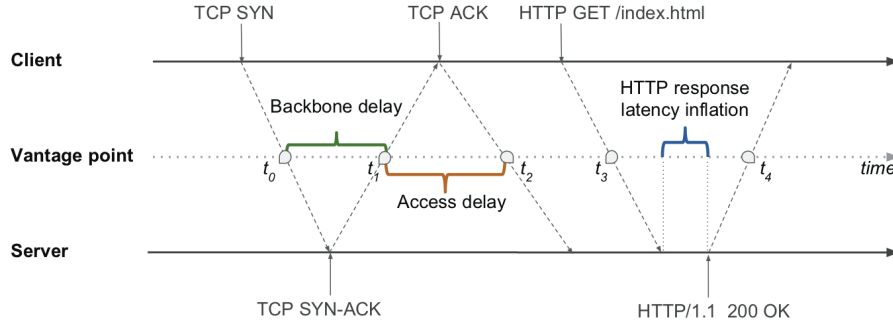 TCP SYN
TCP ACK
HTTP GET /index.html
Client
HTTP response
latency inflation
Backbone delay
Vantage point
t0
t1
t2
t3
t4
time
Access delay
Server
TCP SYN-ACK
HTTP/1.1 200 OK